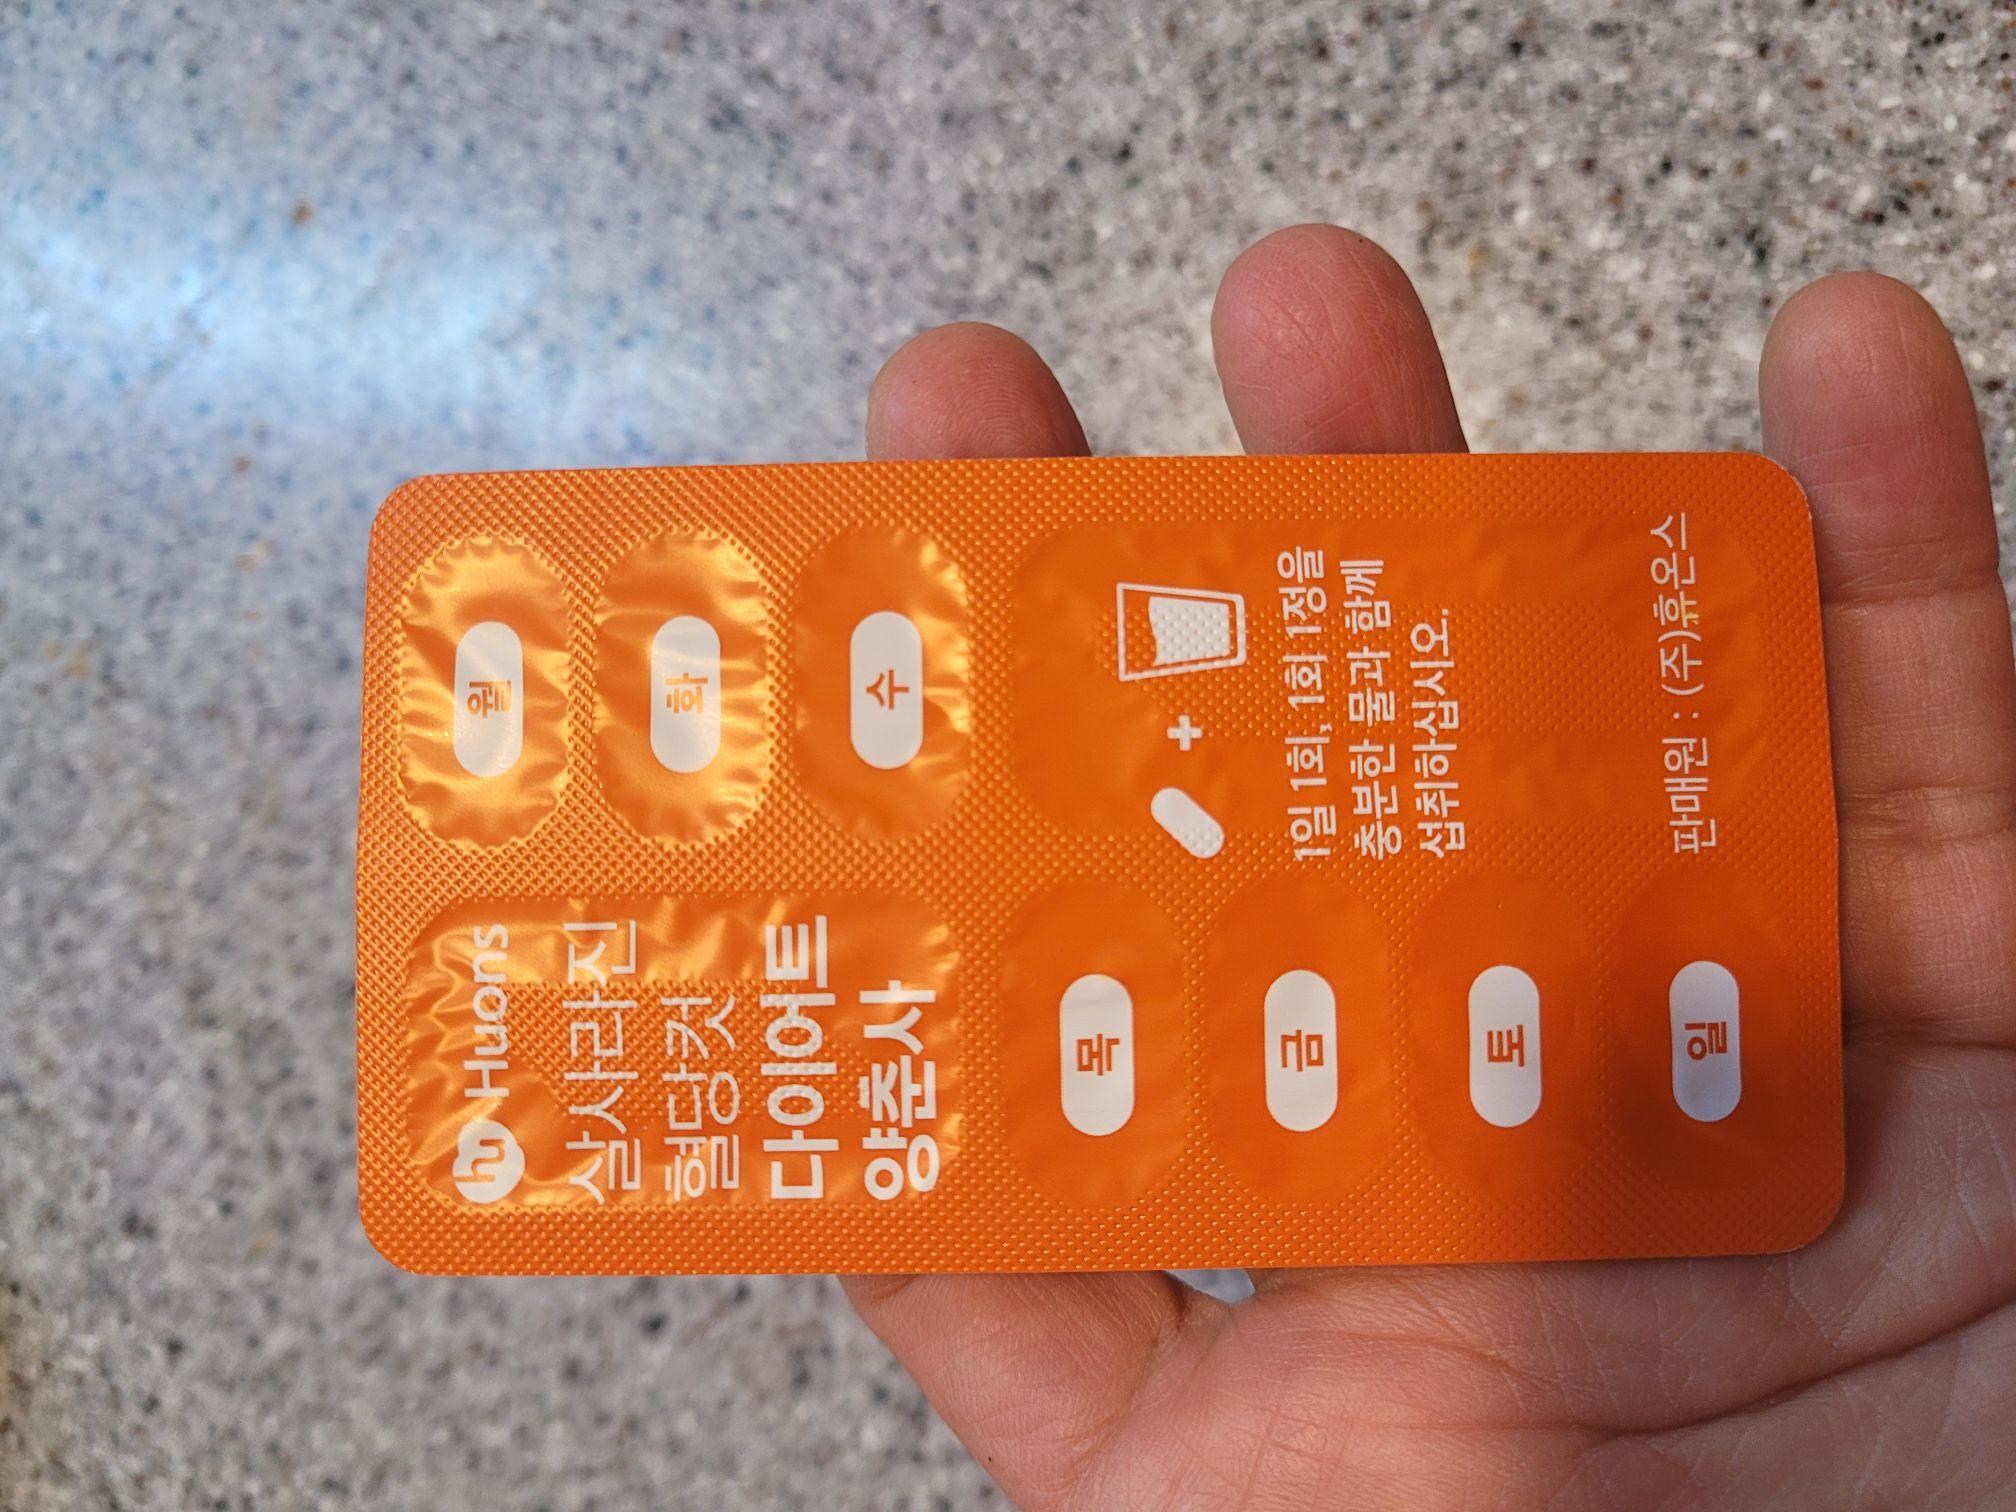 hu Huons
살사라진
혈당컷
다이어트
양춘사
월
화
수
목
금
토
일
1일 1회, 1회 1정을
충분한 물과 함께
섭취하십시오.
판매원 : (주)휴온스